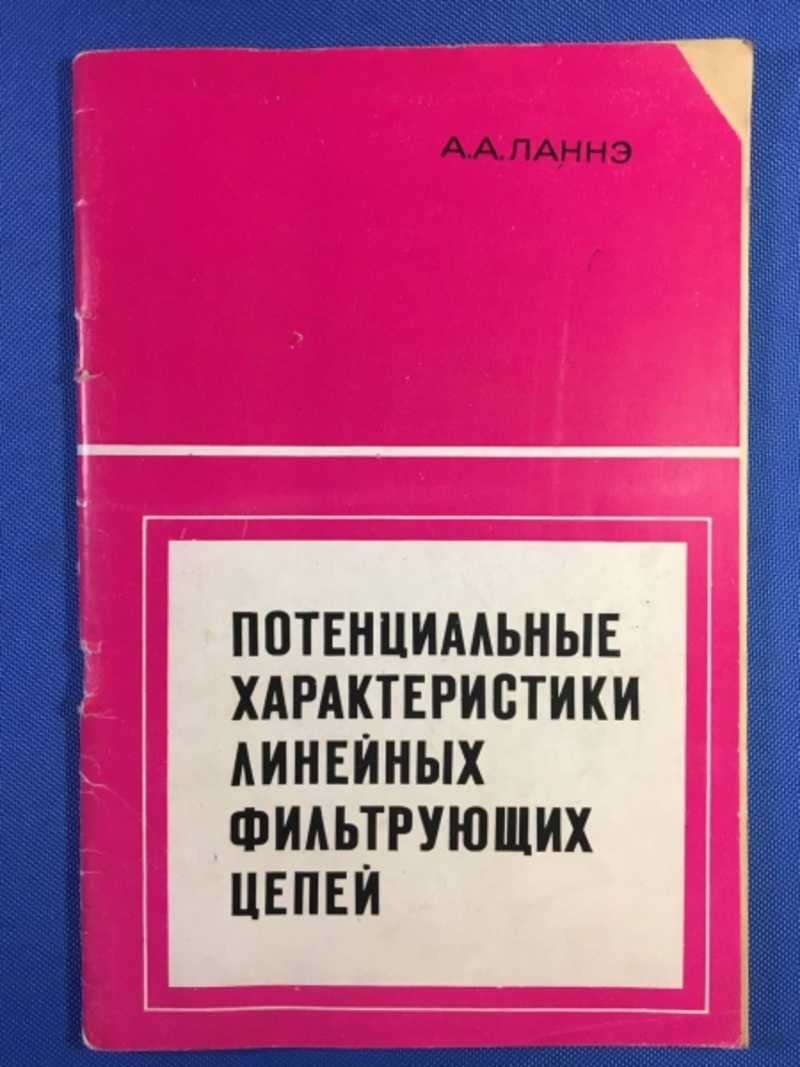 А.А.ЛАННЭ
ПОТЕНЦИАЛЬНЫЕ
ХАРАКТЕРИСТИКИ
ЛИНЕЙНЫХ
ФИЛЬТРУЮЩИХ
ЦЕПЕЙ